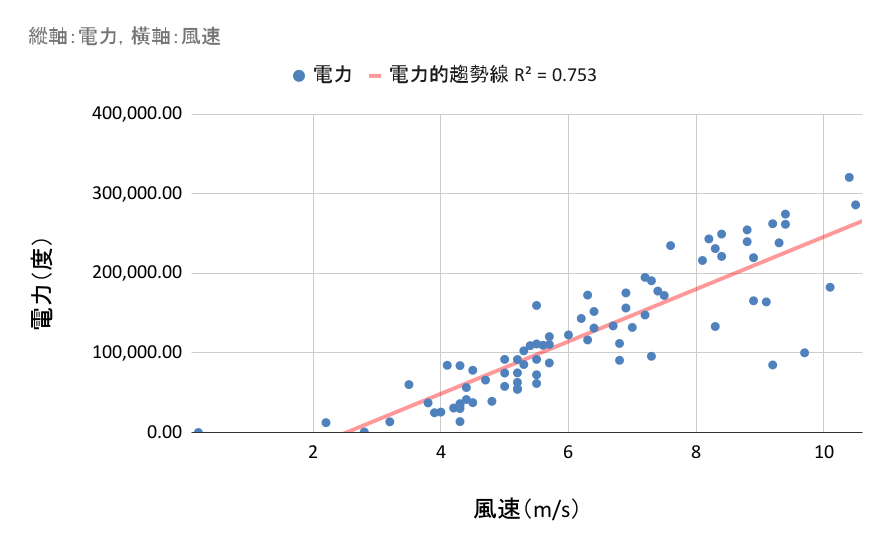 縱軸：電力, 橫軸：風速
電力 電力的趨勢線 R² = 0.753
400,000.00
300,000.00
200,000.00
100,000.00
0.00
電力（度）
2 4 6 8 10
風速（m/s）